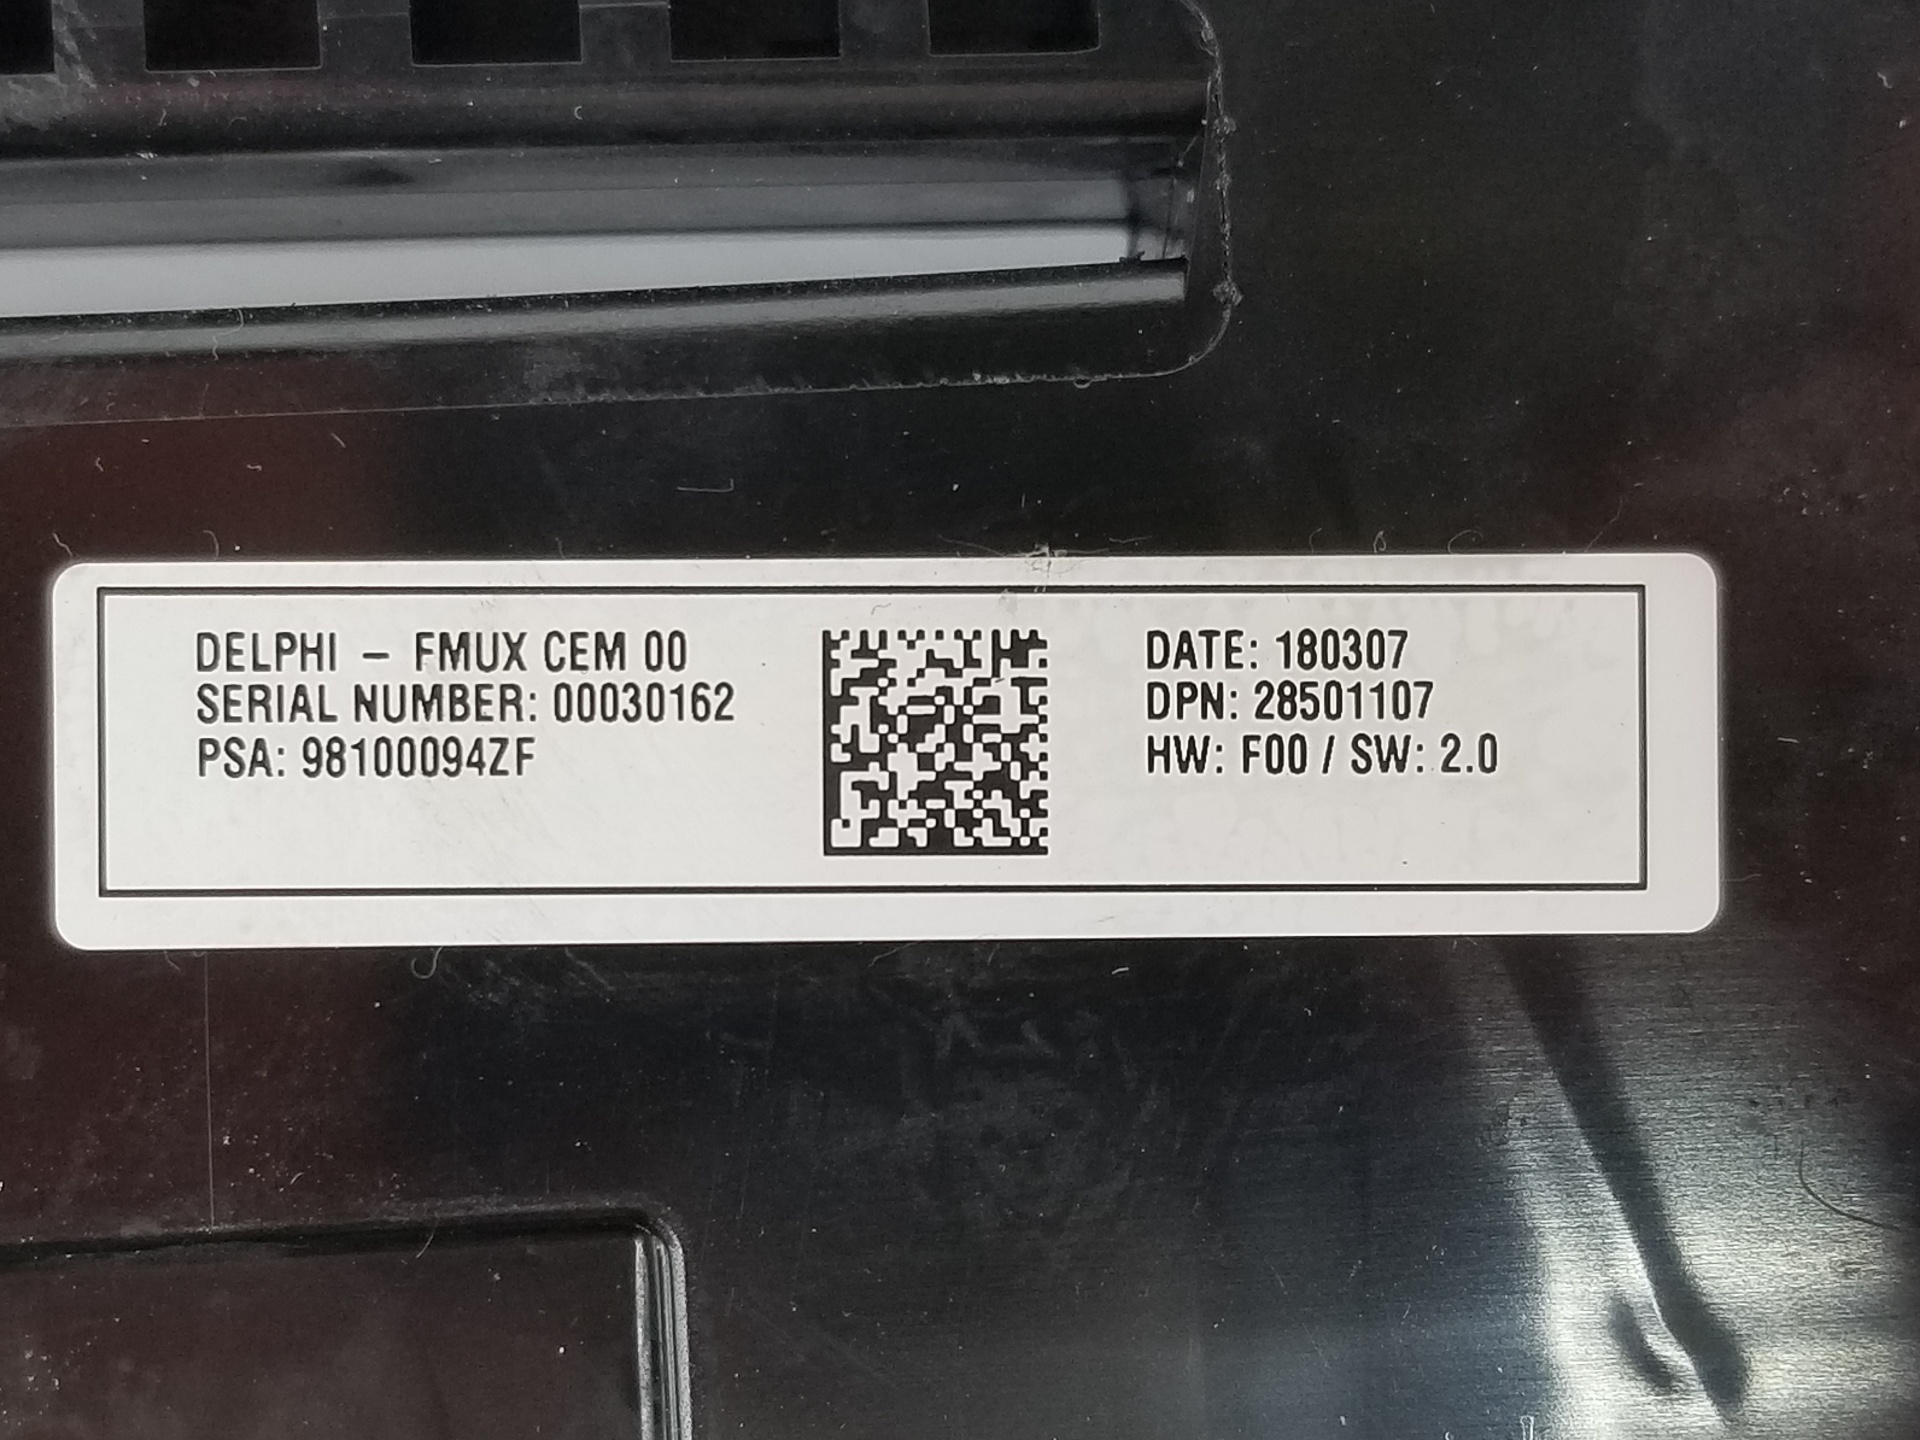 DELPHI - FMUX CEM 00
SERIAL NUMBER: 00030162
PSA: 98100094ZF
DATE: 180307
DPN: 28501107
HW: F00 / SW: 2.0